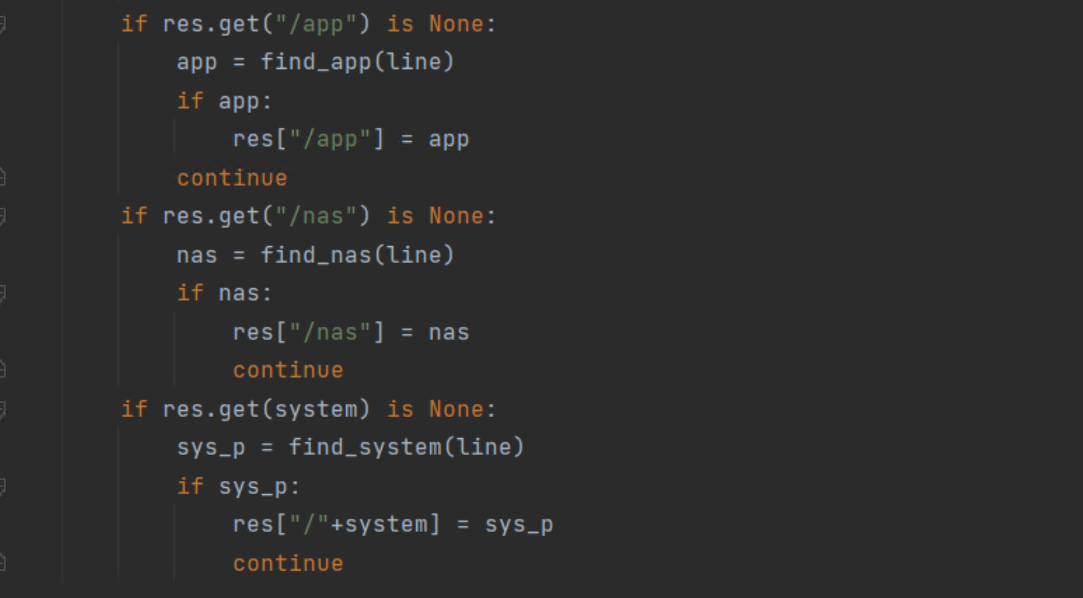 if res.get("/app") is None:
    app = find_app(line)
    if app:
        res["/app"] = app
    continue
if res.get("/nas") is None:
    nas = find_nas(line)
    if nas:
        res["/nas"] = nas
        continue
if res.get(system) is None:
    sys_p = find_system(line)
    if sys_p:
        res["/"+system] = sys_p
        continue